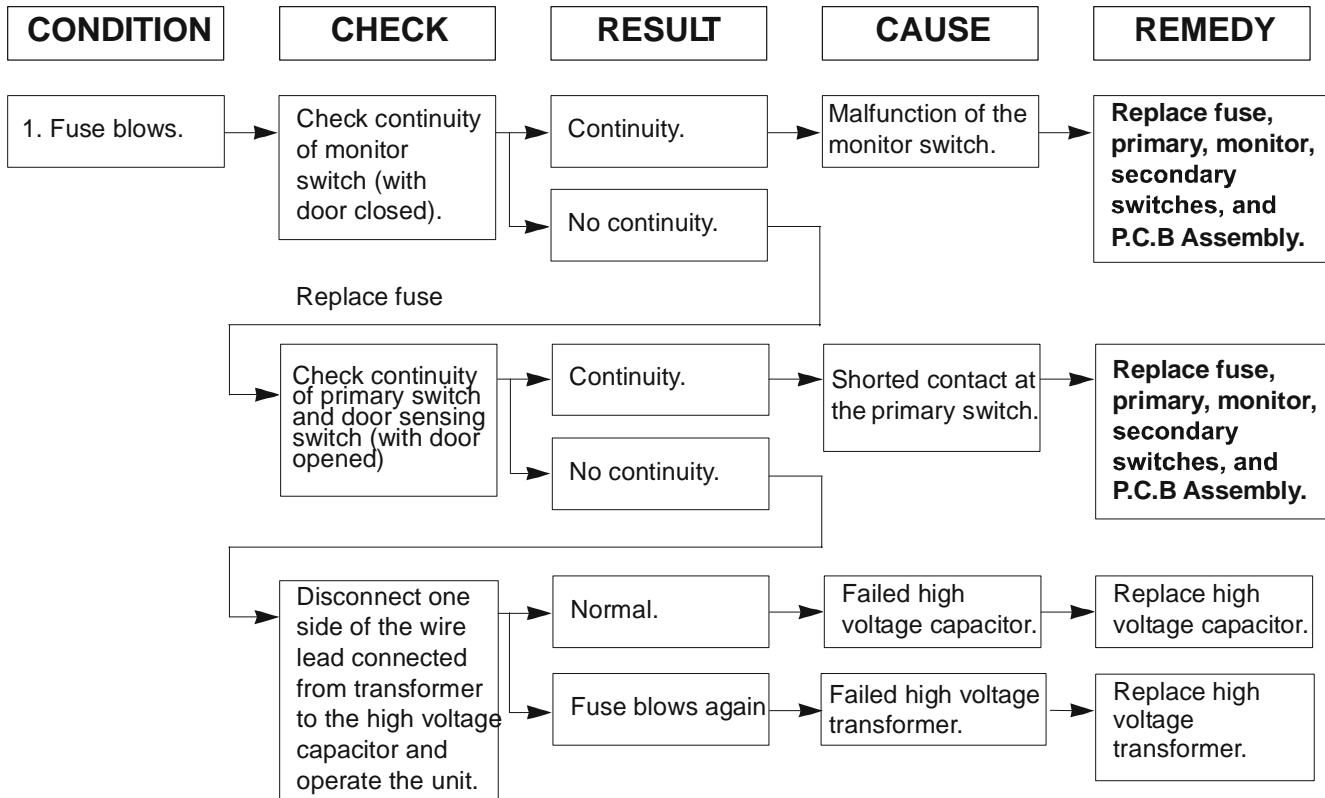 CONDITION
CHECK
RESULT
CAUSE
REMEDY
1. Fuse blows.
Check continuity
of monitor
switch (with
door closed).
Continuity.
Malfunction of the
monitor switch.
Replace fuse,
primary, monitor,
secondary
switches, and
P.C.B Assembly.
No continuity.
Replace fuse
Check continuity
of primary switch
and door sensing
switch (with door
opened)
Continuity.
Shorted contact at
the primary switch.
Replace fuse,
primary, monitor,
secondary
switches, and
P.C.B Assembly.
No continuity.
Disconnect one
side of the wire
lead connected
from transformer
to the high voltage
capacitor and
operate the unit.
Normal.
Failed high
voltage capacitor.
Replace high
voltage capacitor.
Fuse blows again
Failed high voltage
transformer.
Replace high
voltage
transformer.